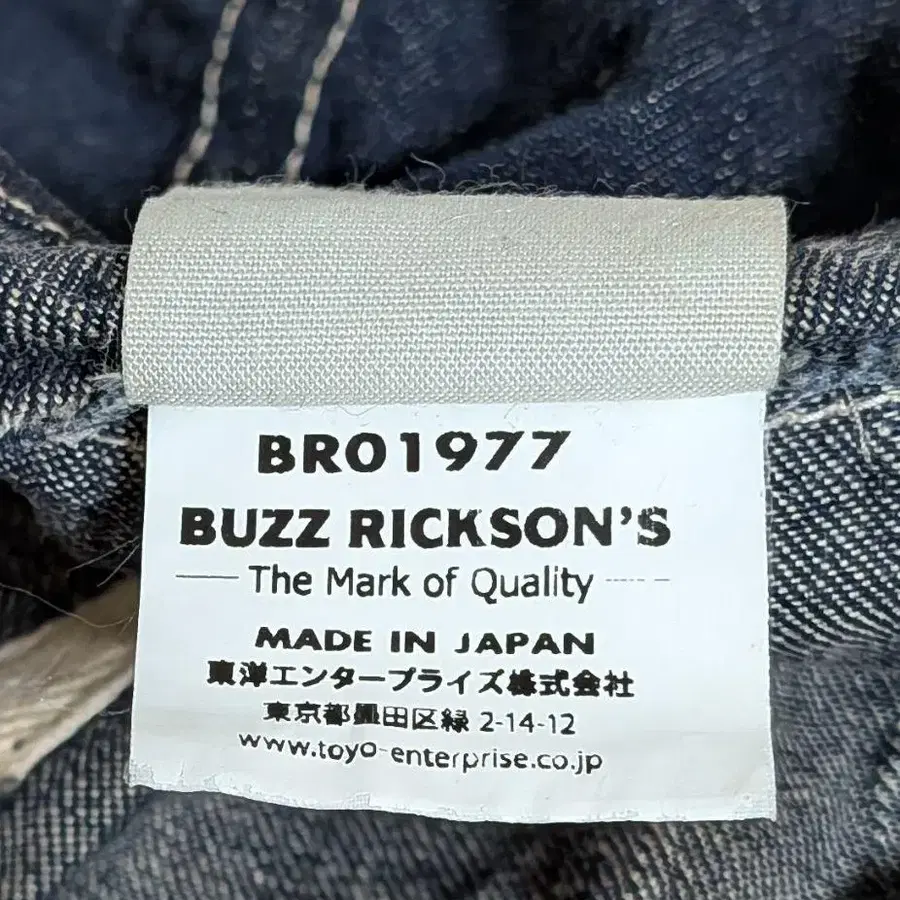 BR01977
BUZZ RICKSON'S
The Mark of Quality
MADE IN JAPAN
東洋エンタープライズ株式会社
東京都墨田区緑 2-14-12
www.toyo-enterprise.co.jp